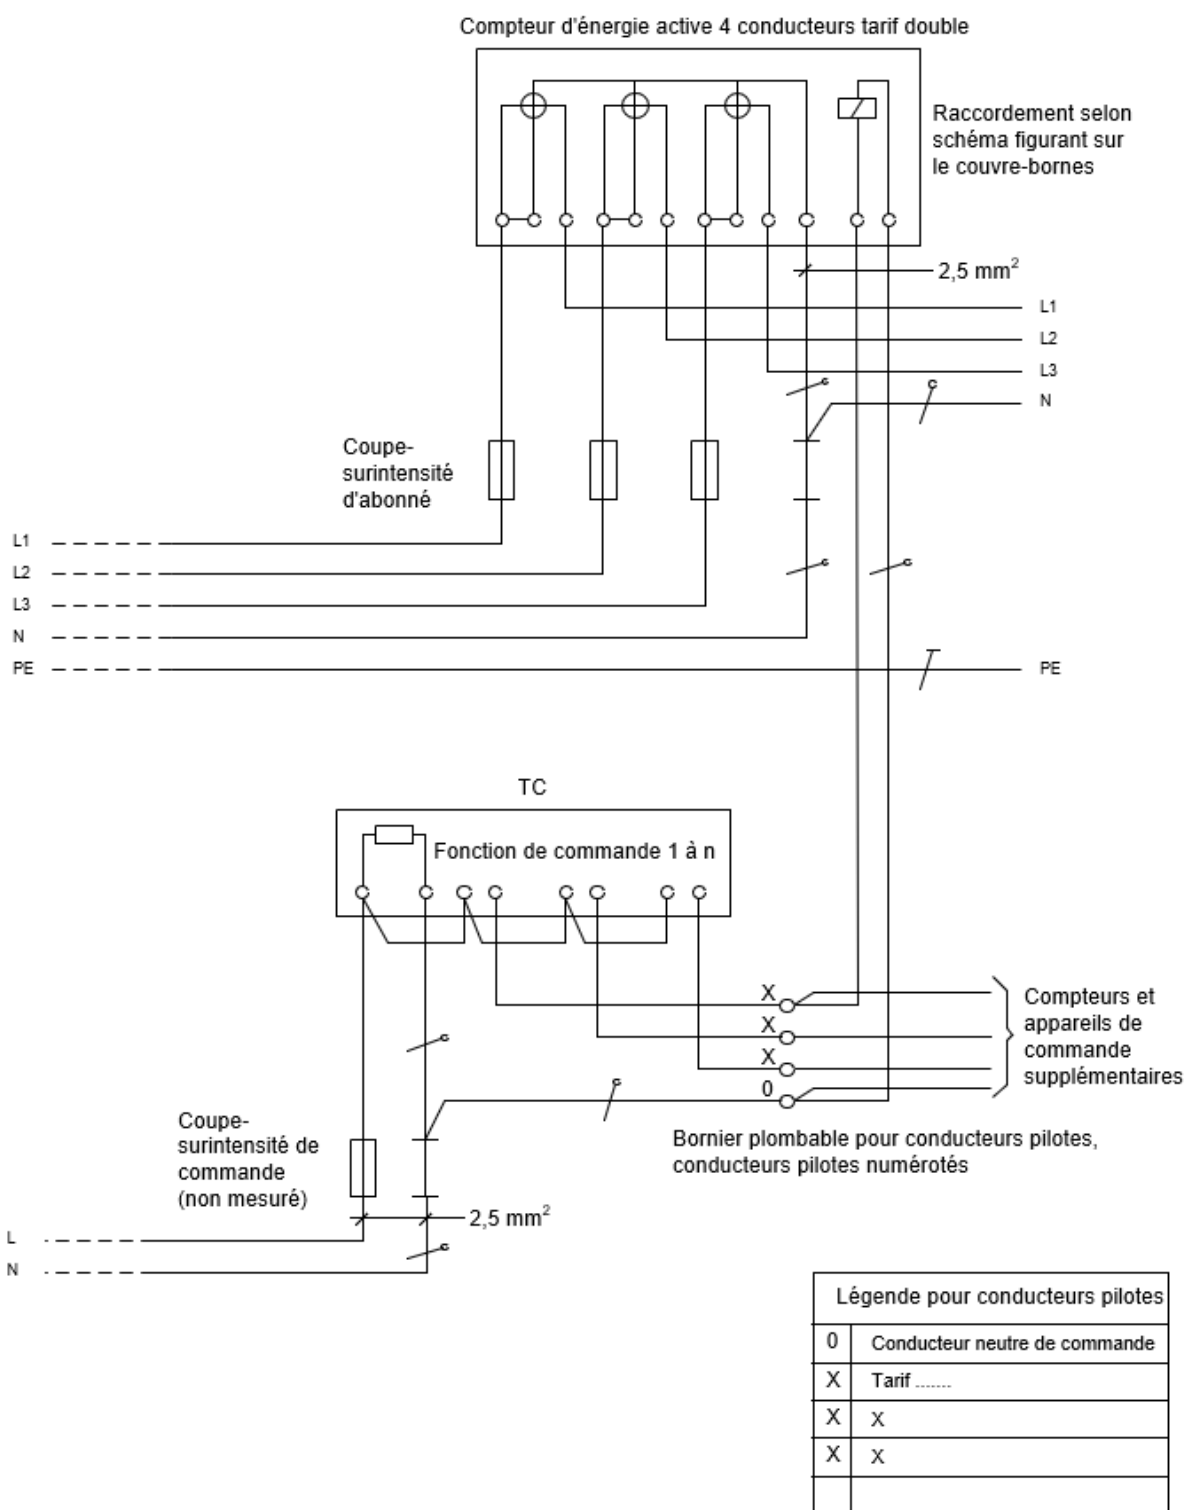 Compteur d'énergie active 4 conducteurs tarif double
Raccordement selon
schéma figurant sur
le couvre-bornes
2,5 mm²
L1
L2
L3
N
Coupe-
surintensité
d'abonné
L1
L2
L3
N
PE
PE
TC
Fonction de commande 1 à n
X
X
X
0
Compteurs et
appareils de
commande
supplémentaires
Coupe-
surintensité de
commande
(non mesuré)
Bornier plombable pour conducteurs pilotes,
conducteurs pilotes numérotés
2,5 mm²
L
N
Légende pour conducteurs pilotes
0 Conducteur neutre de commande
X Tarif .......
X X
X X